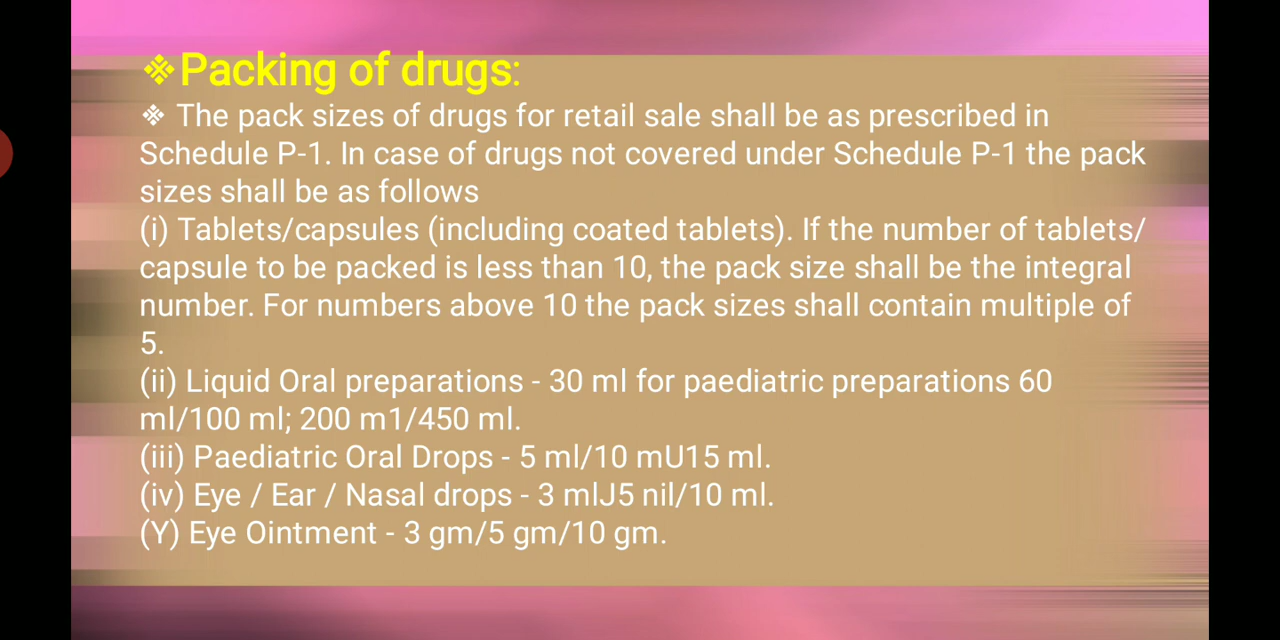 ❖Packing of drugs:
❖ The pack sizes of drugs for retail sale shall be as prescribed in
Schedule P-1. In case of drugs not covered under Schedule P-1 the pack
sizes shall be as follows
(i) Tablets/capsules (including coated tablets). If the number of tablets/
capsule to be packed is less than 10, the pack size shall be the integral
number. For numbers above 10 the pack sizes shall contain multiple of
5.
(ii) Liquid Oral preparations - 30 ml for paediatric preparations 60
ml/100 ml; 200 m1/450 ml.
(iii) Paediatric Oral Drops - 5 ml/10 mU15 ml.
(iv) Eye / Ear / Nasal drops - 3 mlJ5 nil/10 ml.
(Y) Eye Ointment - 3 gm/5 gm/10 gm.